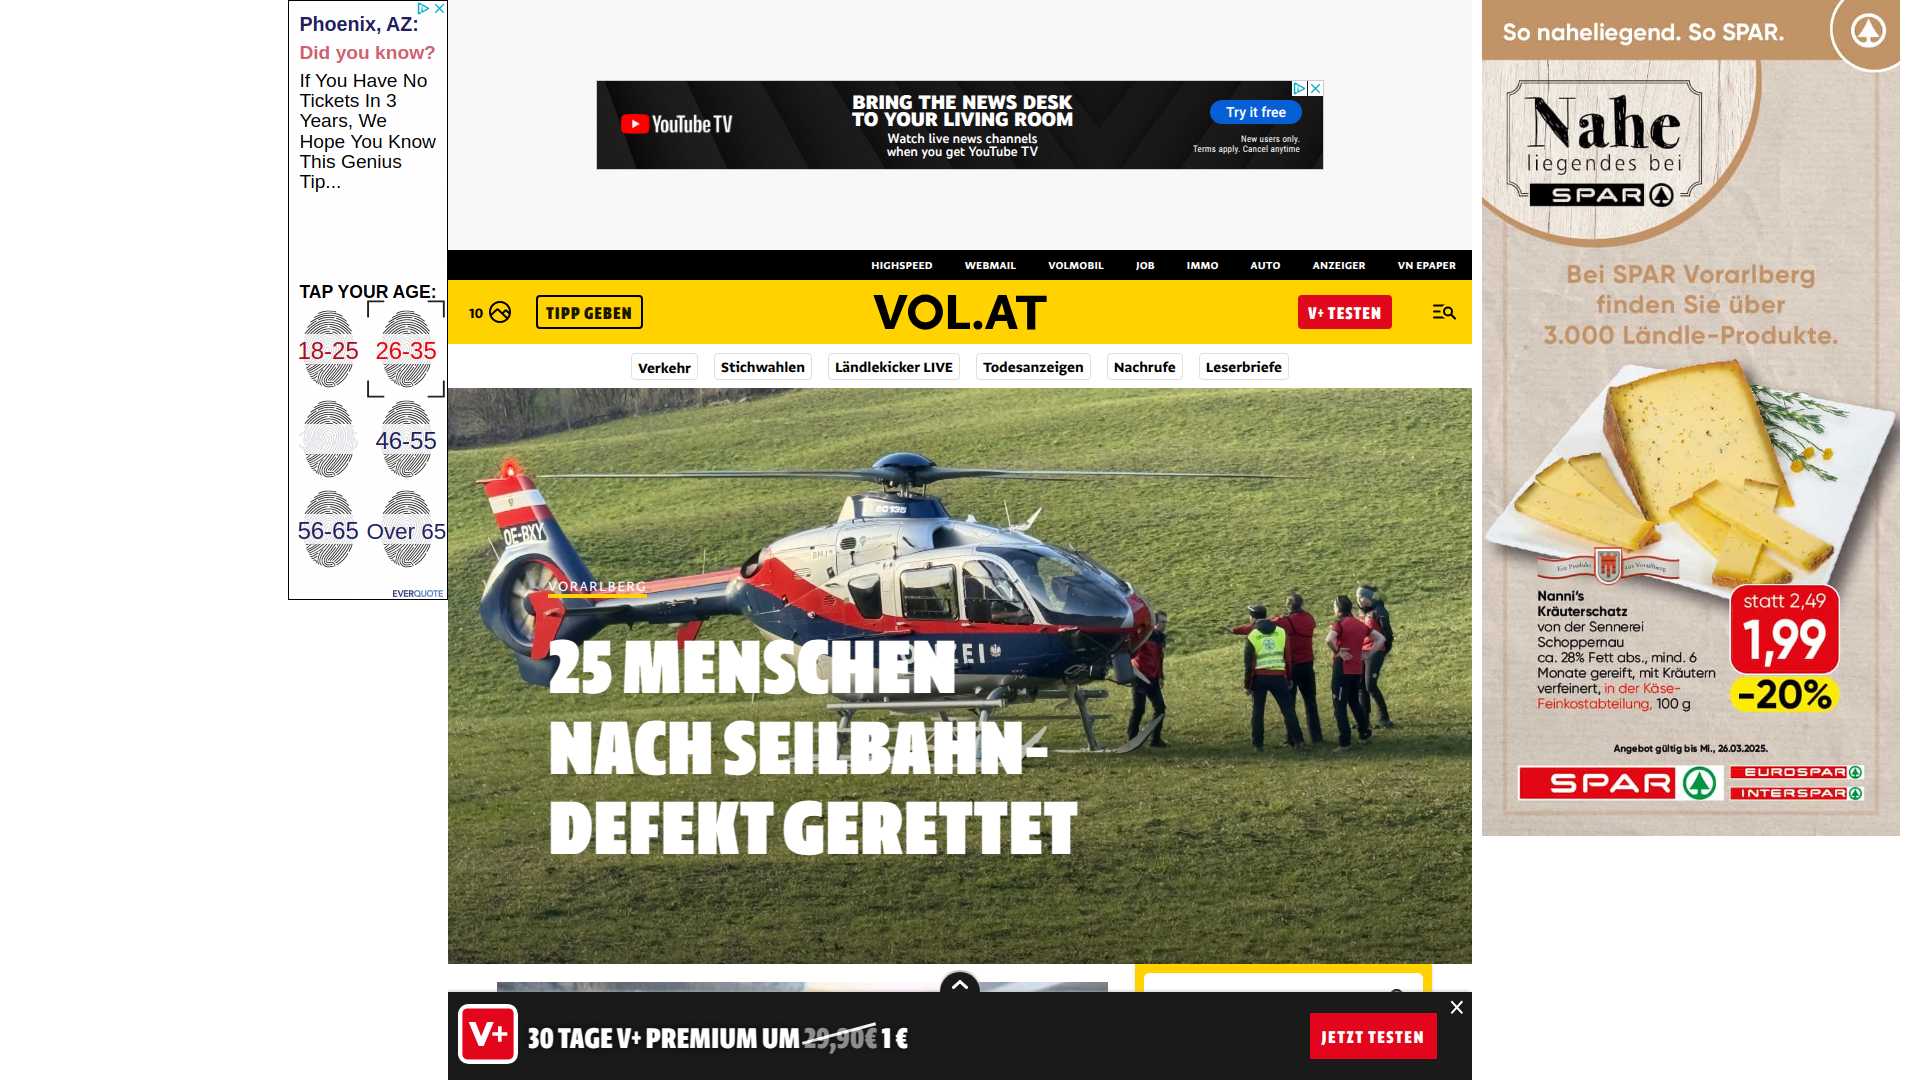 Phoenix, AZ:
Did you know?
If You Have No
Tickets In 3
Years, We
Hope You Know
This Genius
Tip...
TAP YOUR AGE:
18-25
26-35
46-55
56-65
Over 65
EVERQUOTE
YouTube TV
BRING THE NEWS DESK
TO YOUR LIVING ROOM
Watch live news channels
when you get YouTube TV
Try it free
New users only.
Terms apply. Cancel anytime
HIGHSPEED
WEBMAIL
VOLMOBIL
JOB
IMMO
AUTO
ANZEIGER
VN EPAPER
10
TIPP GEBEN
VOL.AT
V+ TESTEN
Verkehr
Stichwahlen
Ländlekicker LIVE
Todesanzeigen
Nachrufe
Leserbriefe
OE-BXY
VORARLBERG
25 MENSCHEN
NACH SEILBAHN-
DEFEKT GERETTET
V+
30 TAGE V+ PREMIUM UM 29,90€ 1 €
JETZT TESTEN
So naheliegend. So SPAR.
Nahe
liegendes bei
SPAR
Bei SPAR Vorarlberg
finden Sie über
3.000 Ländle-Produkte.
Ein Produkt aus Vorarlberg
Nanni's
Kräuterschatz
von der Sennerei
Schoppernau
ca. 28% Fett abs., mind. 6
Monate gereift, mit Kräutern
verfeinert, in der Käse-
Feinkostabteilung, 100 g
statt 2,49
1,99
-20%
Angebot gültig bis Mi., 26.03.2025.
SPAR
EUROSPAR
INTERSPAR